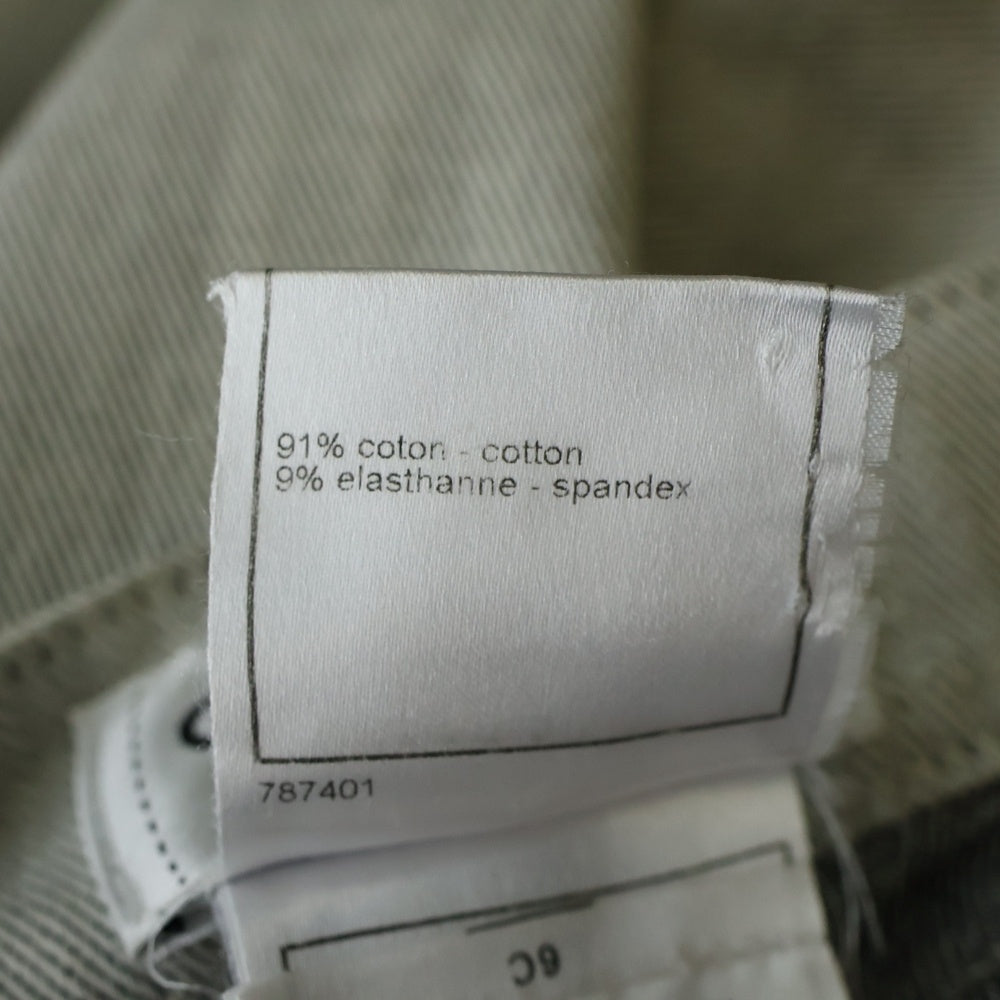 91% coton - cotton
9% elasthanne - spandex
787401